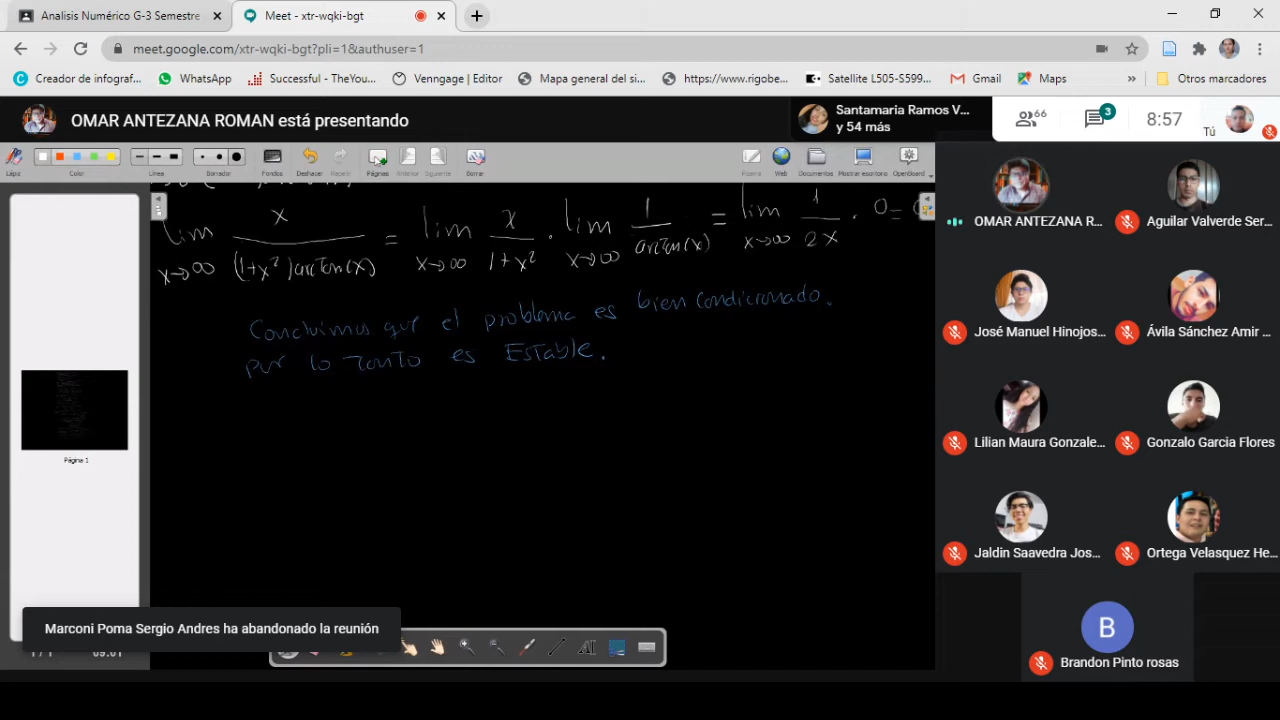 Analisis Numérico G-3 Semestre
Meet - xtr-wqki-bgt
meet.google.com/xtr-wqki-bgt?pli=1&authuser=1
Creador de infograf...
WhatsApp
Successful - TheYou...
Venngage | Editor
Mapa general del si...
https://www.rigobe...
Satellite L505-S599...
Gmail
Maps
»
Otros marcadores
OMAR ANTEZANA ROMAN está presentando
Santamaria Ramos V...
y 54 más
66
3
8:57
Tú
Lápiz
Color
Línea
Borrador
Fondos
Deshacer
Rehacer
Páginas
Anterior
Siguiente
Borrar
Pizarra
Web
Documentos
Mostrar escritorio
OpenBoard
lim x→∞ x / (1+x²)arcTan(x) = lim x→∞ x / 1+x² · lim x→∞ 1 / arcTan(x) = lim x→∞ 1 / 2x · 0 =
Concluimos que el problema es bien condicionado.
por lo tanto es Estable.
Página 1
1 / 1
09:01
Marconi Poma Sergio Andres ha abandonado la reunión
OMAR ANTEZANA R...
Aguilar Valverde Ser...
José Manuel Hinojos...
Ávila Sánchez Amir ...
Lilian Maura Gonzale...
Gonzalo Garcia Flores
Jaldin Saavedra Jos...
Ortega Velasquez He...
B
Brandon Pinto rosas